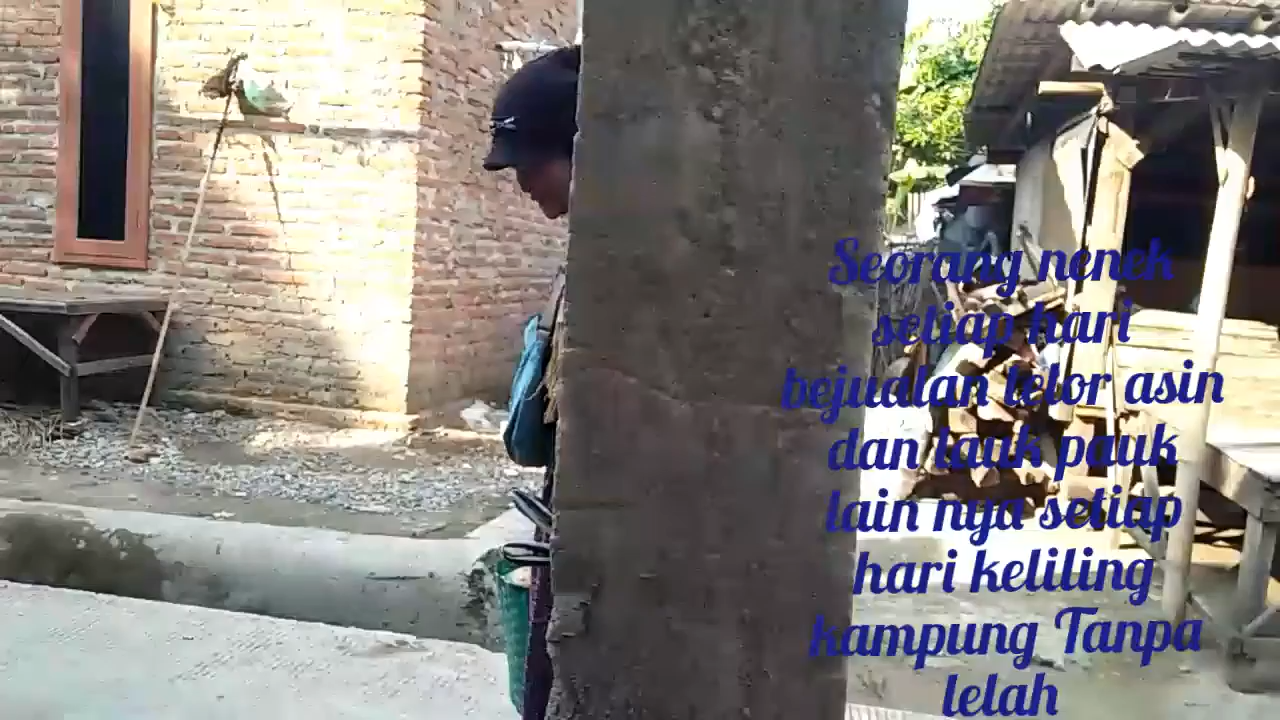 Seorang nenek
setiap hari
bejualan telor asin
dan lauk pauk
lain nya setiap
hari keliling
kampung Tanpa
lelah